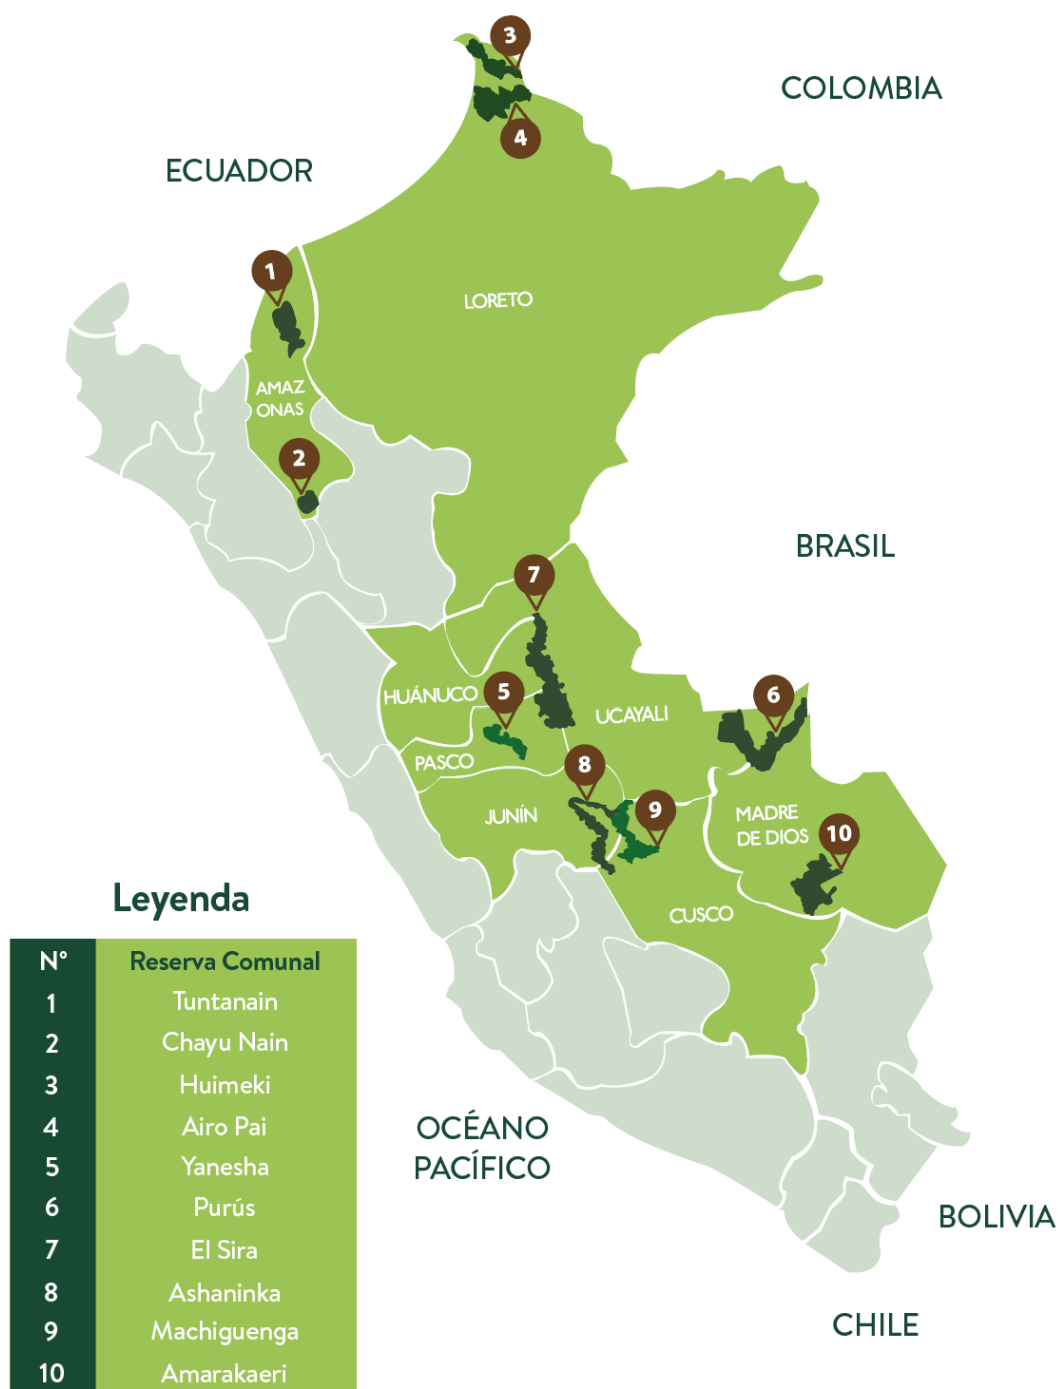 3
COLOMBIA
4
ECUADOR
1
LORETO
AMAZ
ONAS
2
BRASIL
7
HUÁNUCO
5
UCAYALI
6
PASCO
8
JUNÍN
9
MADRE
DE DIOS
10
CUSCO
Leyenda
N° Reserva Comunal
1 Tuntanain
2 Chayu Nain
3 Huimeki
4 Airo Pai
5 Yanesha
6 Purús
7 El Sira
8 Ashaninka
9 Machiguenga
10 Amarakaeri
OCÉANO
PACÍFICO
BOLIVIA
CHILE